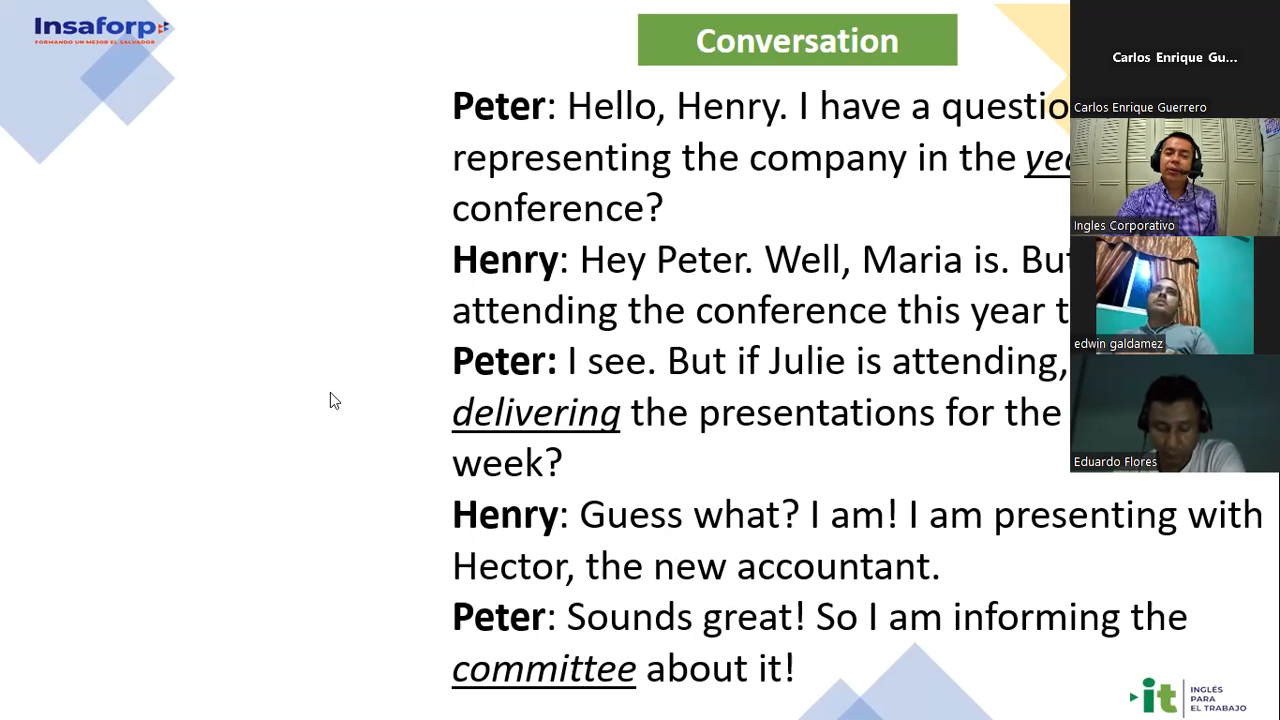 Insaforp
FORMANDO UN MEJOR EL SALVADOR
Conversation
Peter: Hello, Henry. I have a
representing the company in the
conference?
Henry: Hey Peter. Well, Maria is.
attending the conference this year
Peter: I see. But if Julie is attending,
delivering the presentations for the
week?
Henry: Guess what? I am! I am presenting with
Hector, the new accountant.
Peter: Sounds great! So I am informing the
committee about it!
Carlos Enrique Gu...
Carlos Enrique Guerrero
Ingles Corporativo
edwin galdamez
Eduardo Flores
it
INGLÉS
PARA
EL TRABAJO